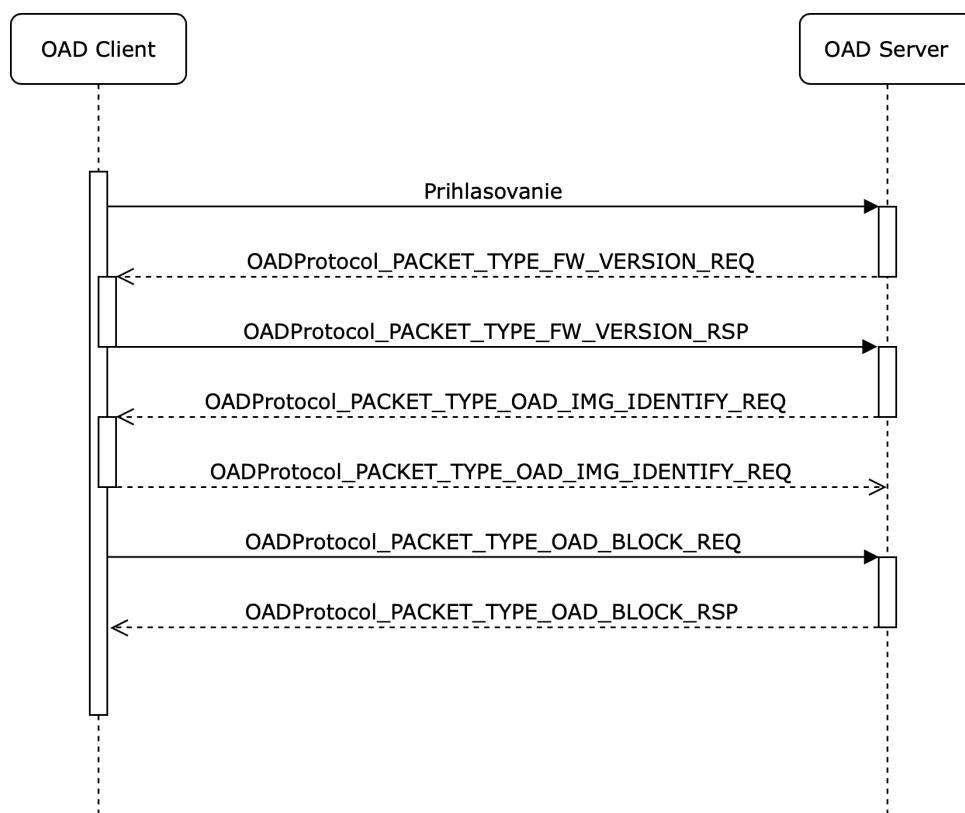 OAD Client
OAD Server
Prihlasovanie
OADProtocol_PACKET_TYPE_FW_VERSION_REQ
OADProtocol_PACKET_TYPE_FW_VERSION_RSP
OADProtocol_PACKET_TYPE_OAD_IMG_IDENTIFY_REQ
OADProtocol_PACKET_TYPE_OAD_IMG_IDENTIFY_REQ
OADProtocol_PACKET_TYPE_OAD_BLOCK_REQ
OADProtocol_PACKET_TYPE_OAD_BLOCK_RSP